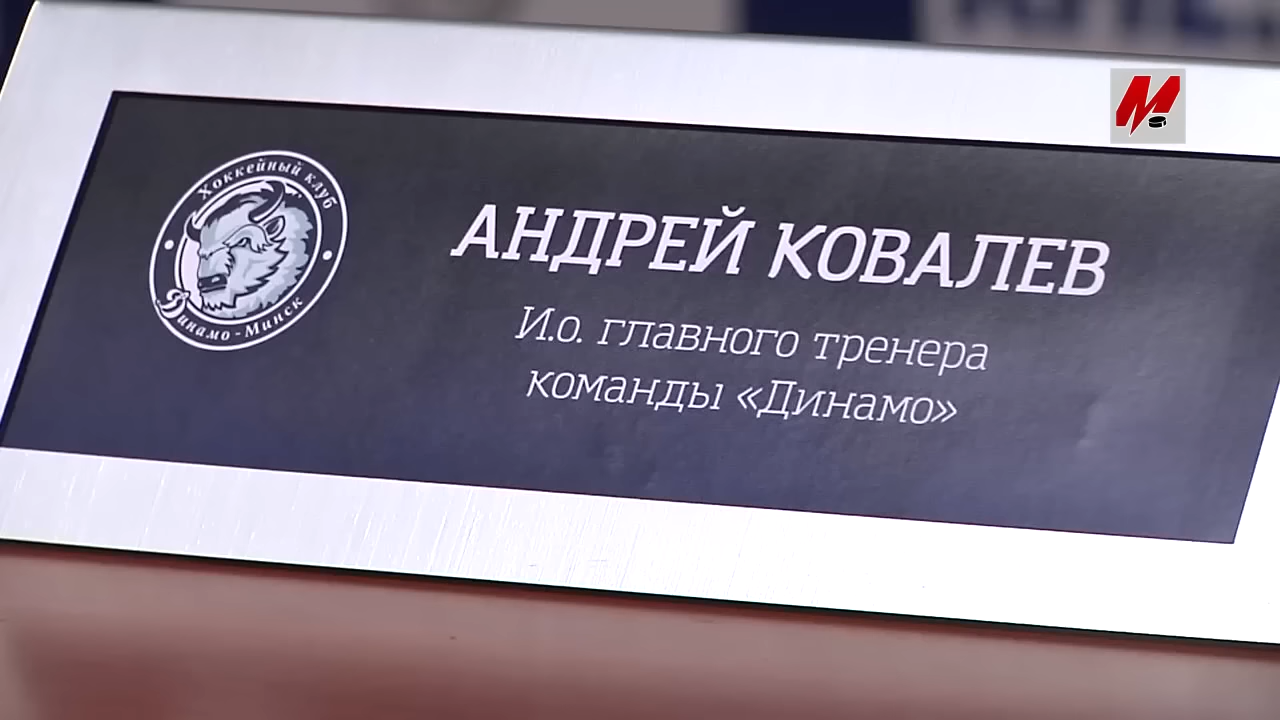 Хоккейный клуб
Динамо-Минск
АНДРЕЙ КОВАЛЕВ
И.о. главного тренера
команды «Динамо»
М